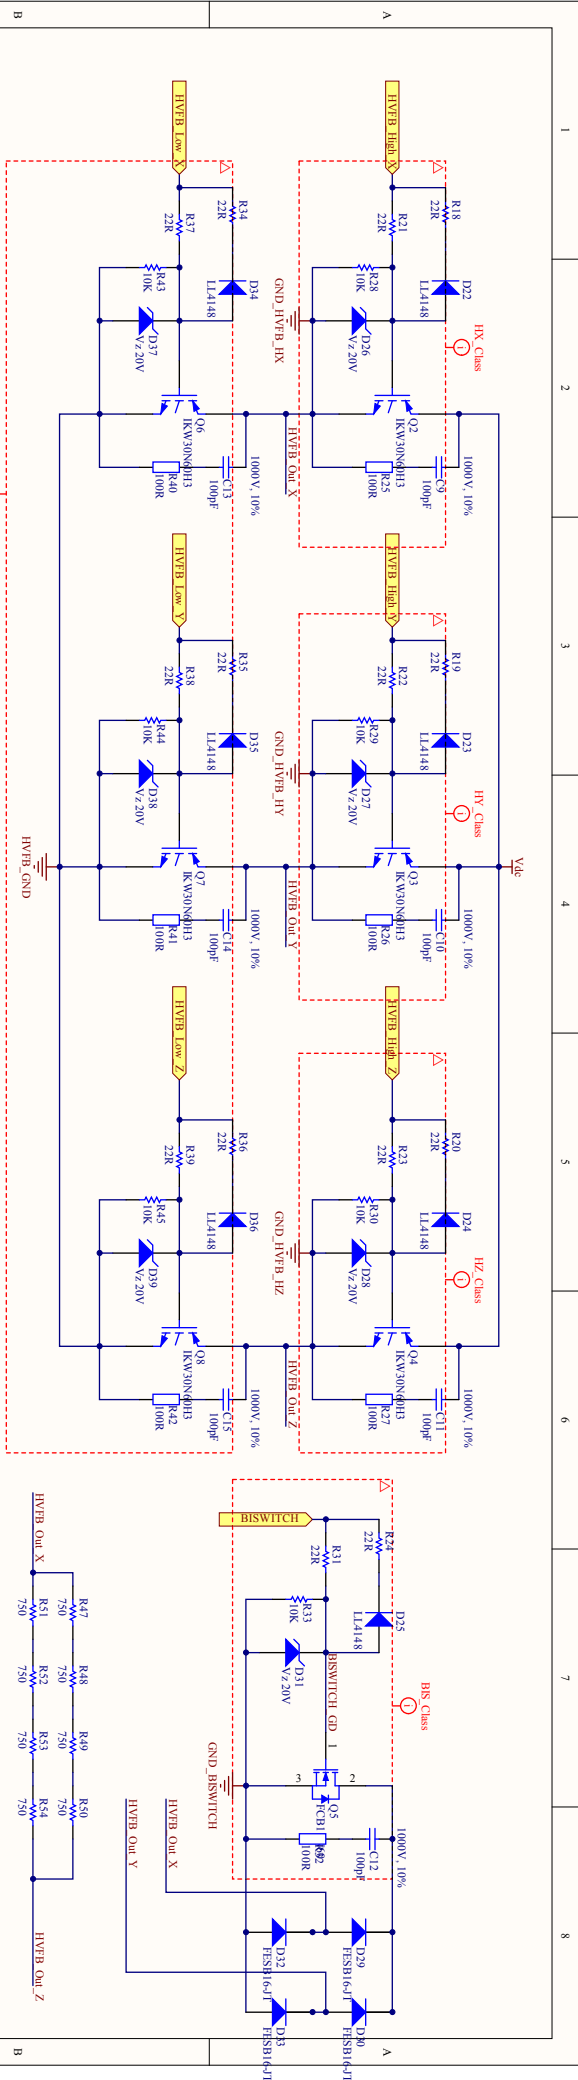 B
A
1
2
3
4
5
6
7
8
B
A
HVFB_High_X
R18
22R
R21
22R
D22
LL4148
R28
10K
D26
Vz 20V
GND_HVFB_HX
HX_Class
Q2
IKW30N60H3
C9
100pF
1000V, 10%
R25
100R
HVFB_Out_X
HVFB_Low_X
R34
22R
R37
22R
D34
LL4148
R43
10K
D37
Vz 20V
Q6
IKW30N60H3
C13
100pF
1000V, 10%
R40
100R
HVFB_High_Y
R19
22R
R22
22R
D23
LL4148
R29
10K
D27
Vz 20V
GND_HVFB_HY
HY_Class
Vdc
Q3
IKW30N60H3
C10
100pF
1000V, 10%
R26
100R
HVFB_Out_Y
HVFB_Low_Y
R35
22R
R38
22R
D35
LL4148
R44
10K
D38
Vz 20V
Q7
IKW30N60H3
C14
100pF
1000V, 10%
R41
100R
HVFB_GND
HVFB_High_Z
R20
22R
R23
22R
D24
LL4148
R30
10K
D28
Vz 20V
GND_HVFB_HZ
HZ_Class
Q4
IKW30N60H3
C11
100pF
1000V, 10%
R27
100R
HVFB_Out_Z
HVFB_Low_Z
R36
22R
R39
22R
D36
LL4148
R45
10K
D39
Vz 20V
Q8
IKW30N60H3
C15
100pF
1000V, 10%
R42
100R
BISWITCH
R24
22R
R31
22R
D25
LL4148
R33
10K
D31
Vz 20V
BISWITCH_GD
1
2
3
BIS_Class
Q5
GND_BISWITCH
C12
100pF
1000V, 10%
100R
HVFB_Out_X
HVFB_Out_Y
D29
FESB16-JT
D30
FESB16-JT
D32
FESB16-JT
D33
FESB16-JT
HVFB_Out_X
R47
750
R48
750
R49
750
R50
750
R51
750
R52
750
R53
750
R54
750
HVFB_Out_Z